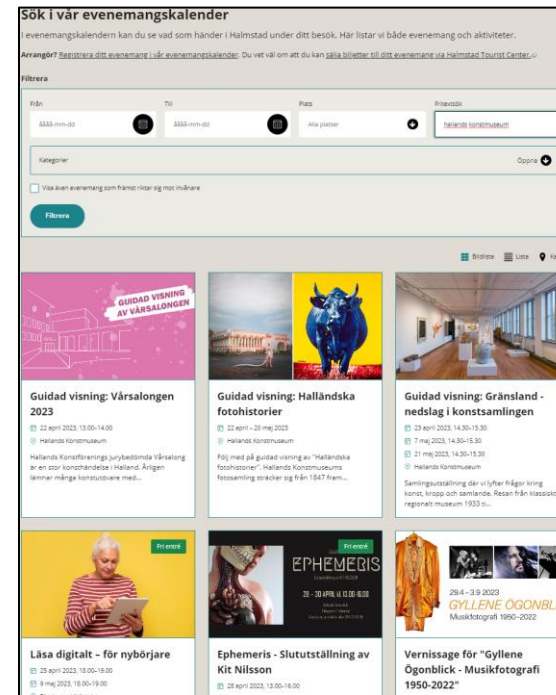 Sök i vår evenemangskalender
I evenemangskalendern kan du se vad som händer i Halmstad under ditt besök. Här listar vi både evenemang och aktiviteter.
Arrangör? Registrera ditt evenemang i vår evenemangskalender. Du vet väl om att du kan sälja biljetter till ditt evenemang via Halmstad Tourist Center.
Filtrera
Från Till Plats Fritextsök
åååå-mm-dd åååå-mm-dd Alla platser hallands konstmuseum
Kategorier Öppna
Visa även evenemang som främst riktar sig mot invånare
Filtrera
Bildlista Lista
GUIDAD VISNING
AV VÅRSALONGEN
Guidad visning: Vårsalongen
2023
22 april 2023, 13.00-14.00
Hallands Konstmuseum
Hallands Konstförenings jurybedömda Vårsalong
är en stor konsthändelse i Halland. Årligen
lämnar många konstutövare med...
Guidad visning: Halländska
fotohistorier
22 april – 20 maj 2023
Hallands Konstmuseum
Följ med på guidad visning av "Halländska
fotohistorier". Hallands Konstmuseums
fotosamling sträcker sig från 1847 fram...
Guidad visning: Gränsland -
nedslag i konstsamlingen
23 april 2023, 14.30-15.30
7 maj 2023, 14.30-15.30
21 maj 2023, 14.30-15.30
Hallands Konstmuseum
Samlingsutställning där vi lyfter frågor kring
konst, kropp och samlande. Resan från klassiskt
regionalt museum 1933 ti...
Fri entré
Läsa digitalt – för nybörjare
25 april 2023, 18.00-19.00
9 maj 2023, 18.00-19.00
Fri entré
EPHEMERIS
28 - 30 APRIL kl 13.00-16.00
Ephemeris - Slututställning av
Kit Nilsson
28 april 2023, 13.00-16.00
29.4 – 3.9 2023
GYLLENE ÖGONBL
Musikfotografi 1950–2022
Vernissage för "Gyllene
Ögonblick - Musikfotografi
1950-2022"